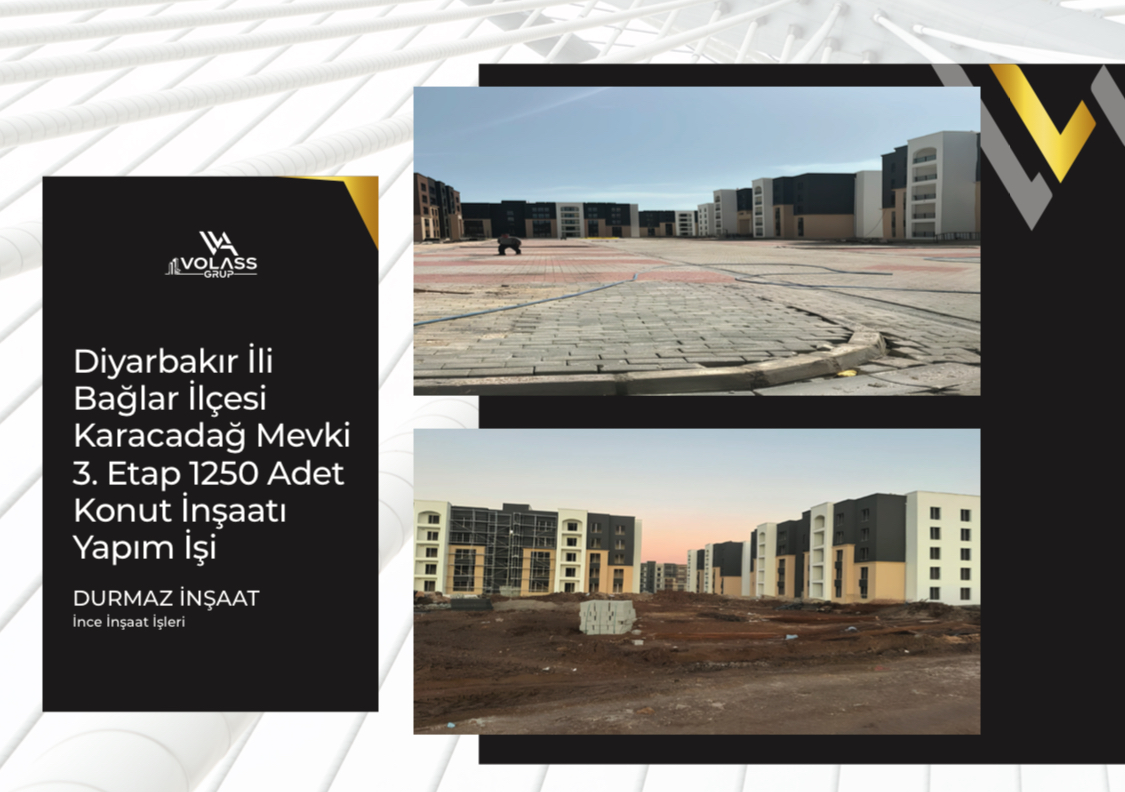 VOLASS
GRUP
Diyarbakır İli
Bağlar İlçesi
Karacadağ Mevki
3. Etap 1250 Adet
Konut İnşaatı
Yapım İşi
DURMAZ İNŞAAT
İnce İnşaat İşleri